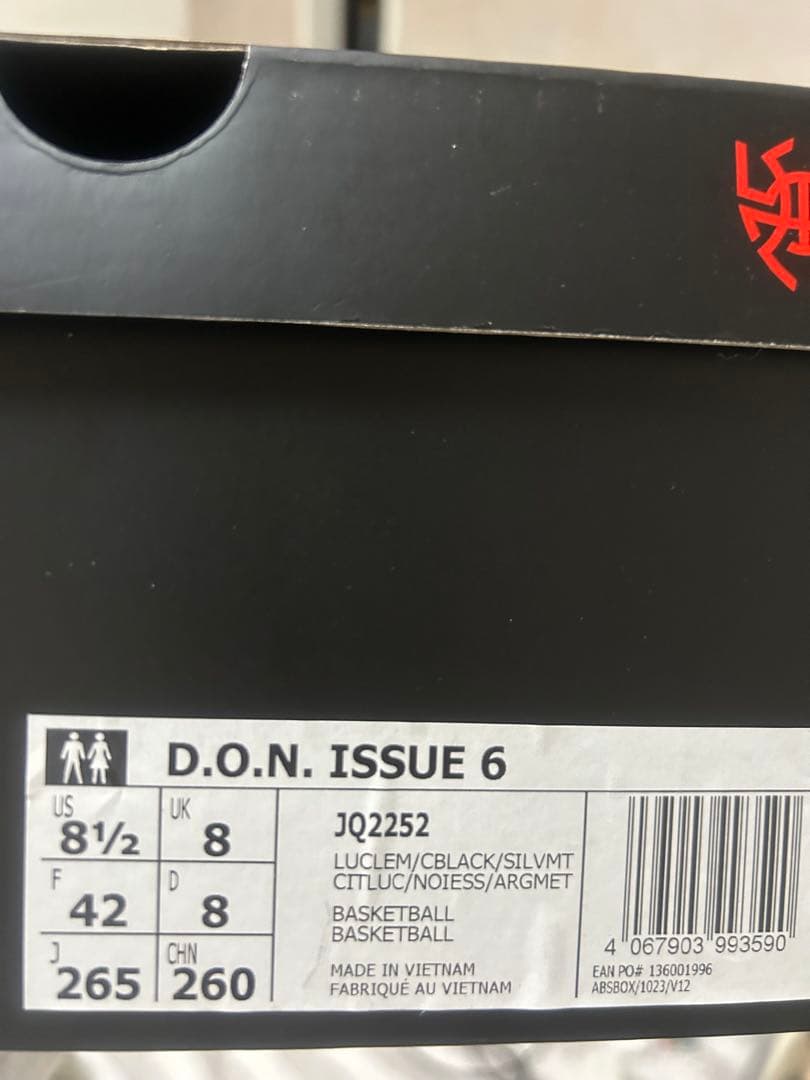 D.O.N. ISSUE 6
US 8½
UK 8
F 42
D 8
J 265
CHN 260
JQ2252
LUCLEM/CBLACK/SILVMT
CITLUC/NOIESS/ARGMET
BASKETBALL
BASKETBALL
MADE IN VIETNAM
FABRIQUÉ AU VIETNAM
4 067903 993590
EAN PO# 136001996
ABSBOX/1023/V12